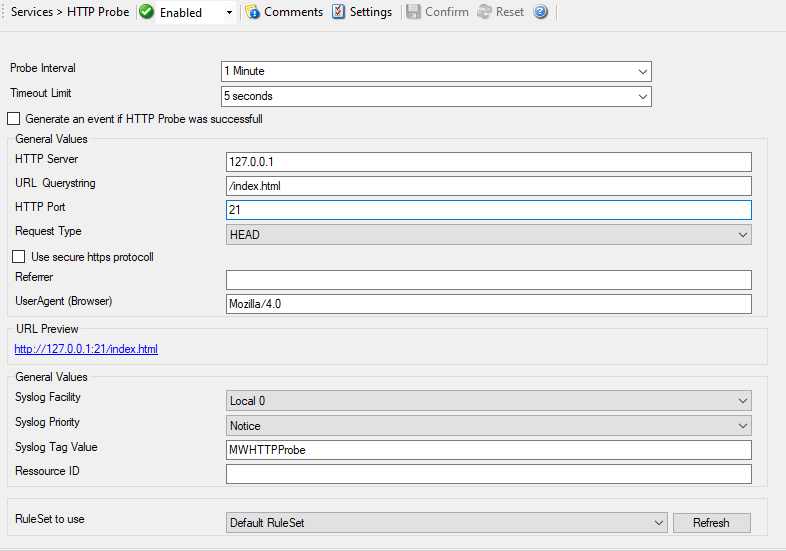 Services > HTTP Probe Enabled Comments Settings Confirm Reset
Probe Interval 1 Minute
Timeout Limit 5 seconds
Generate an event if HTTP Probe was successfull
General Values
HTTP Server 127.0.0.1
URL Querystring /index.html
HTTP Port 21
Request Type HEAD
Use secure https protocoll
Referrer
UserAgent (Browser) Mozilla/4.0
URL Preview
http://127.0.0.1:21/index.html
General Values
Syslog Facility Local 0
Syslog Priority Notice
Syslog Tag Value MWHTTPProbe
Ressource ID
RuleSet to use Default RuleSet Refresh